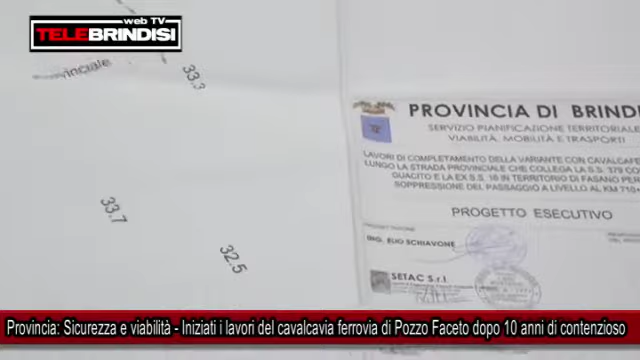 web TV
TELEBRINDISI
vinciale
33.3
33.7
32.5
PROVINCIA DI BRINDI
SERVIZIO PIANIFICAZIONE TERRITORIALE
VIABILITÀ, MOBILITÀ E TRASPORTI
LAVORI DI COMPLETAMENTO DELLA VARIANTE CON CAVALCAF
LUNGO LA STRADA PROVINCIALE CHE COLLEGA LA S.S. 379 CO
GUACITO E LA EX S.S. 16 IN TERRITORIO DI FASANO PER
SOPPRESSIONE DEL PASSAGGIO A LIVELLO AL KM 710+
PROGETTO ESECUTIVO
ING. ELIO SCHIAVONE
SETAC S.r.l.
Provincia: Sicurezza e viabilità - Iniziati i lavori del cavalcavia ferrovia di Pozzo Faceto dopo 10 anni di contenzioso